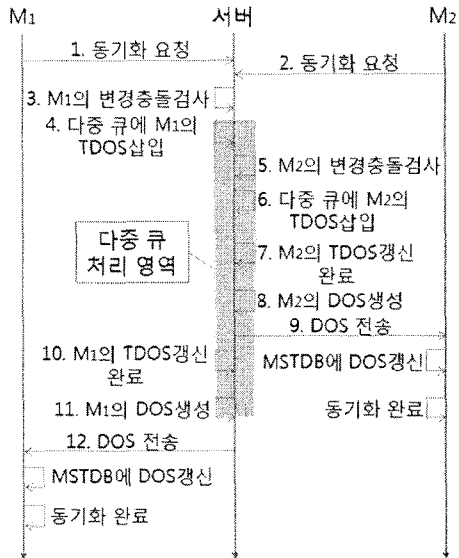 M1 서버 M2
1. 동기화 요청
2. 동기화 요청
3. M1의 변경충돌검사
4. 다중 큐에 M1의
TDOS삽입
5. M2의 변경충돌검사
6. 다중 큐에 M2의
TDOS삽입
다중 큐
처리 영역
7. M2의 TDOS갱신
완료
8. M2의 DOS생성
9. DOS 전송
10. M1의 TDOS갱신
완료
MSTDB에 DOS갱신
11. M1의 DOS생성
동기화 완료
12. DOS 전송
MSTDB에 DOS갱신
동기화 완료